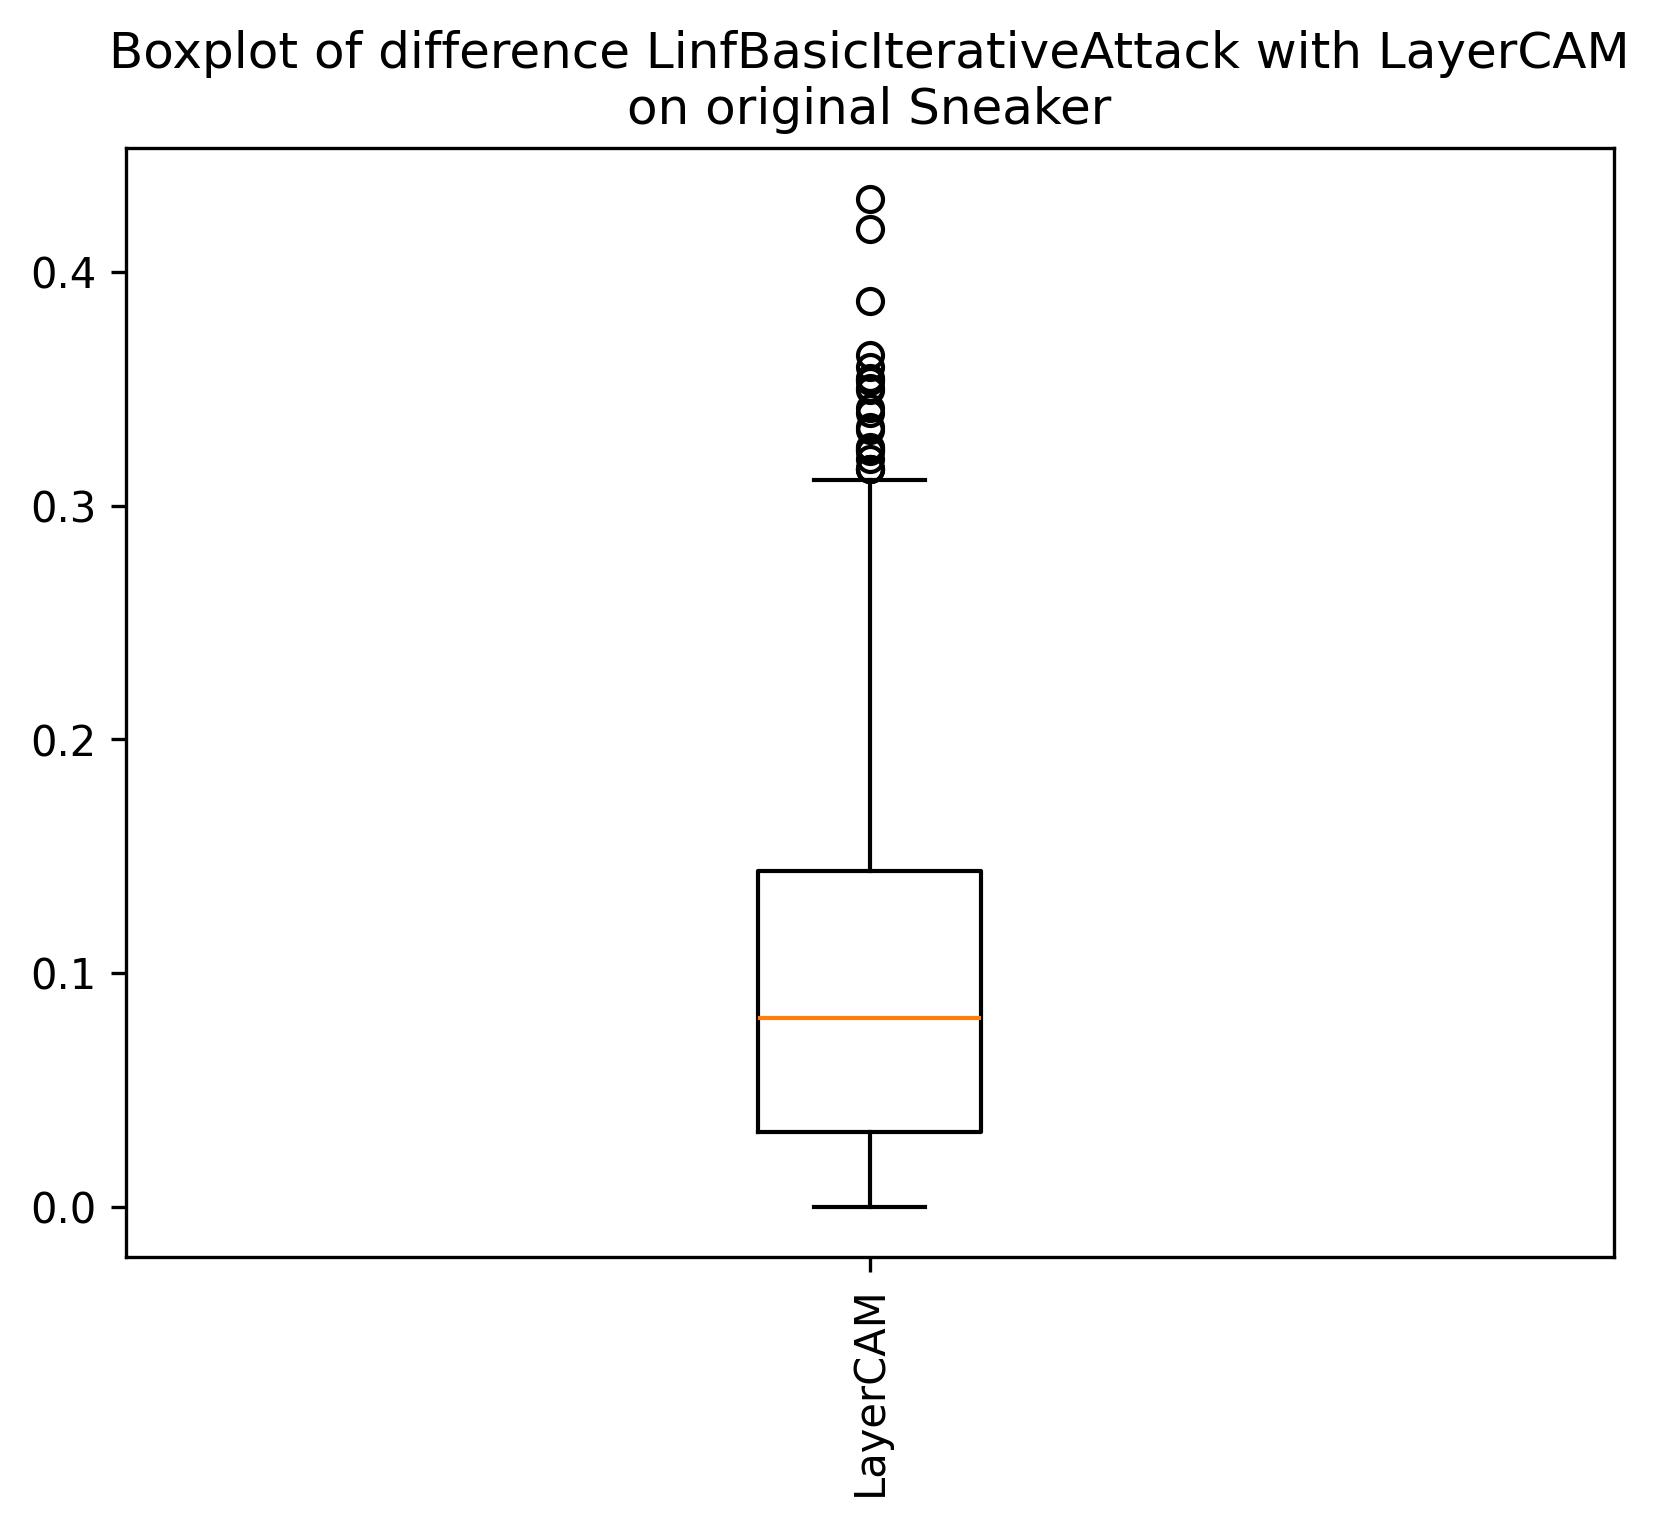 Boxplot of difference LinfBasicIterativeAttack with LayerCAM
on original Sneaker
0.4
0.3
0.2
0.1
0.0
LayerCAM